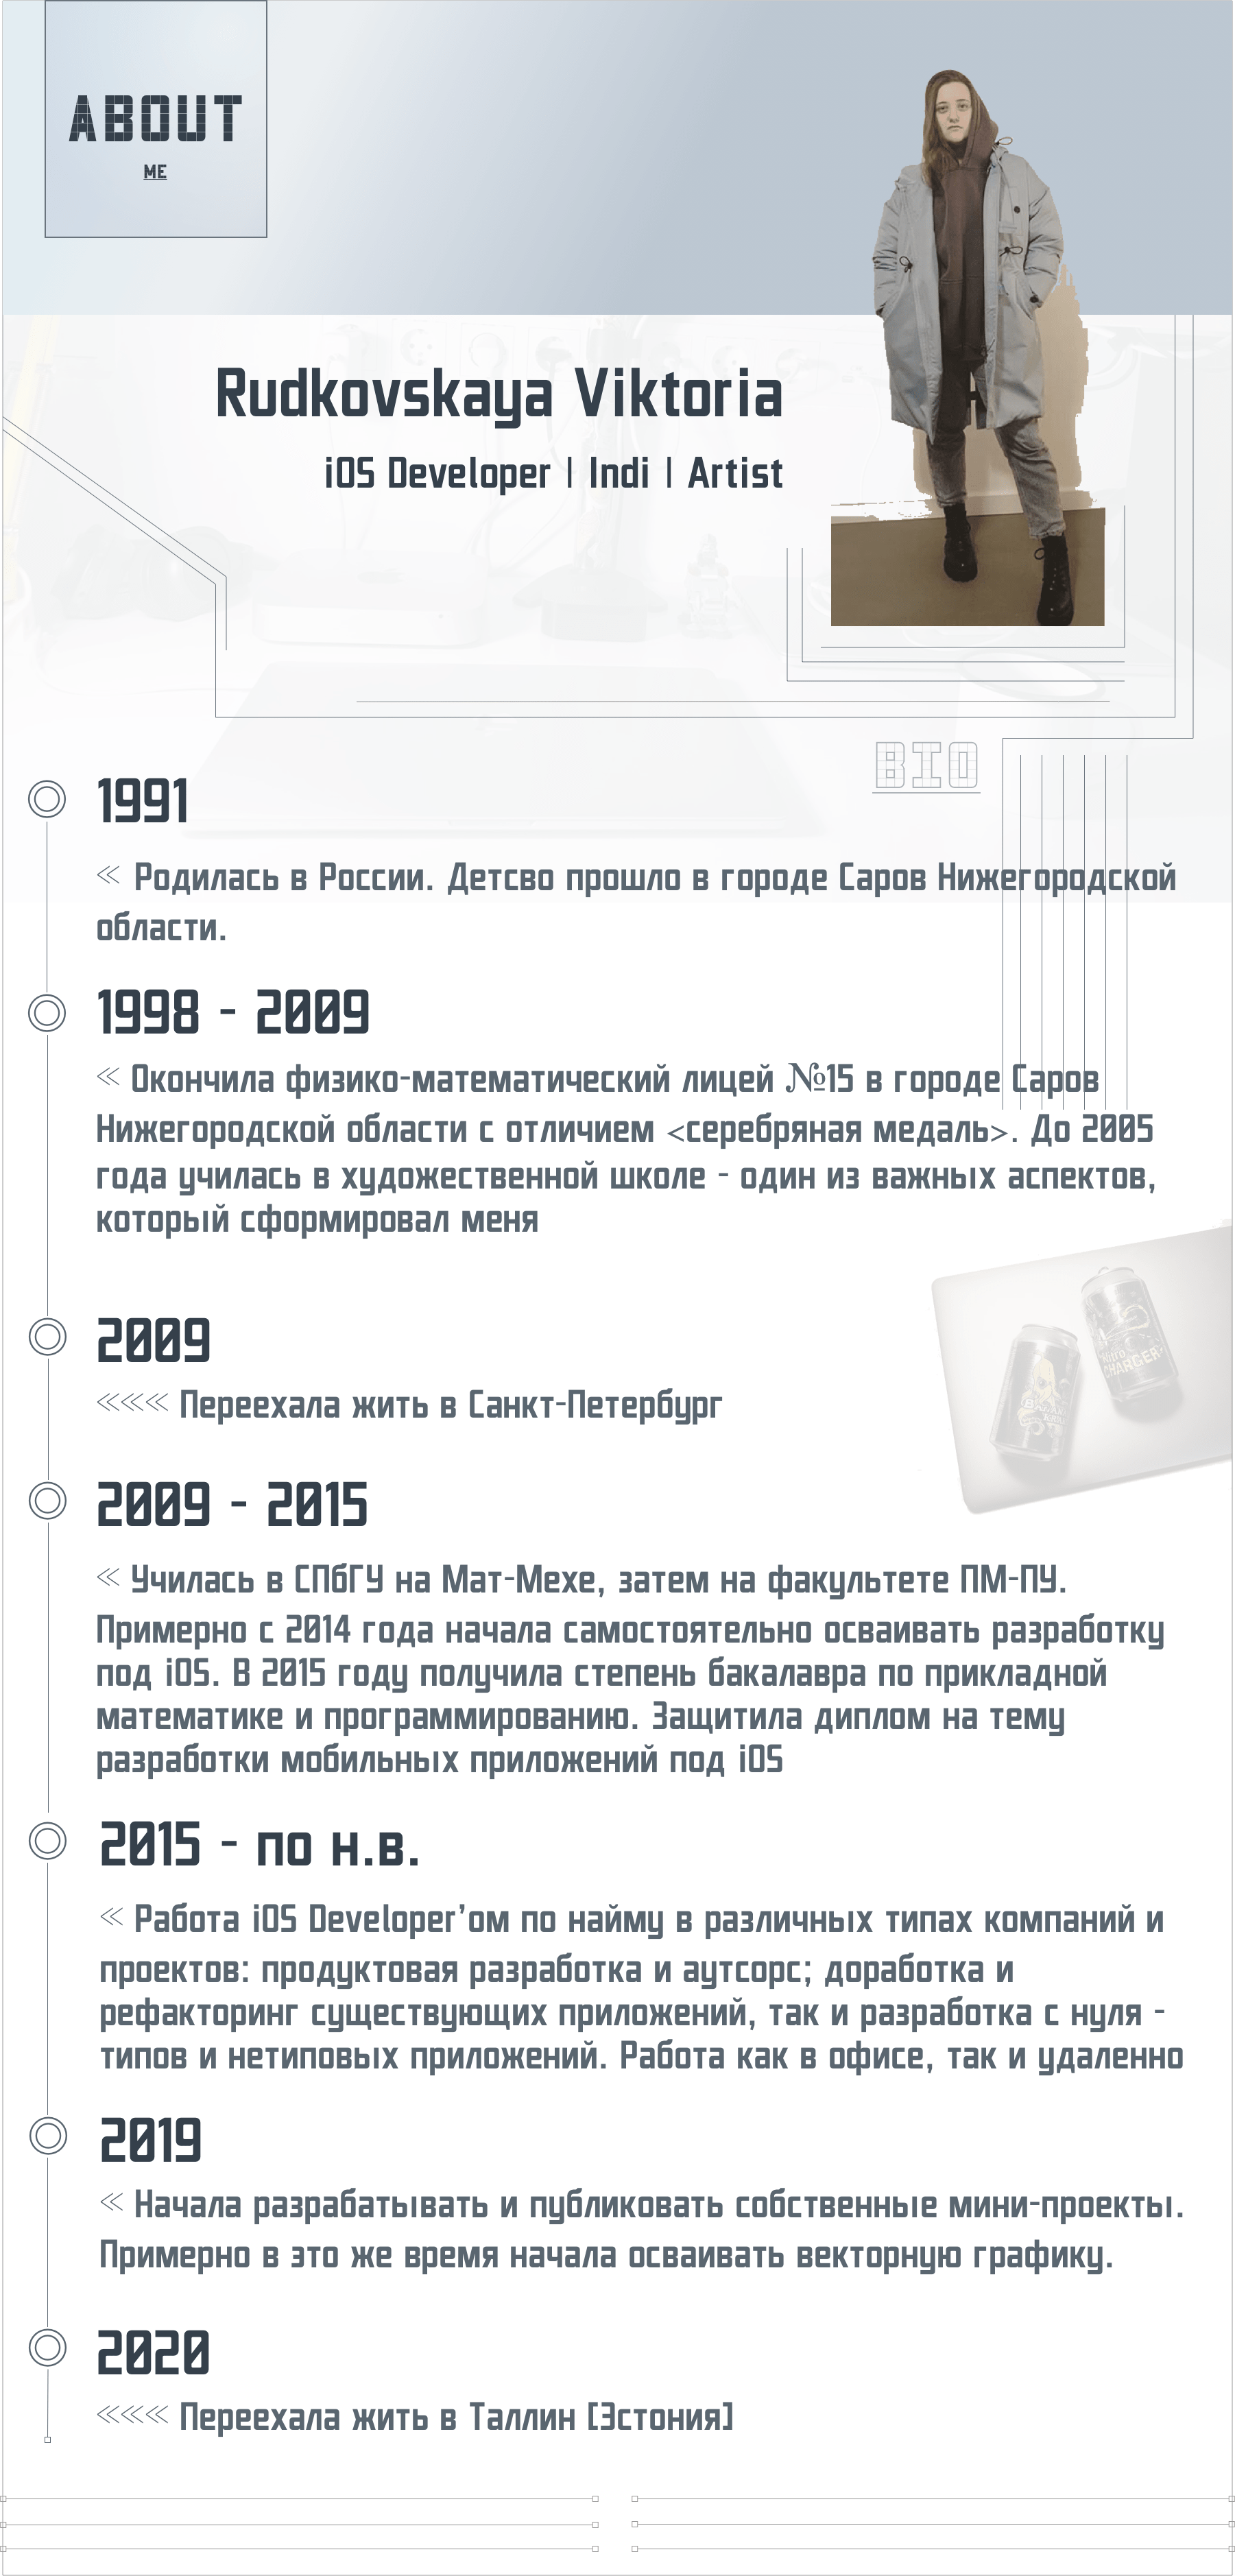 ABOUT
ME
Rudkovskaya Viktoria
iOS Developer | Indi | Artist
BIO
1991
« Родилась в России. Детсво прошло в городе Саров Нижегородской
области.
1998 - 2009
« Окончила физико-математический лицей №15 в городе Саров
Нижегородской области с отличием <серебряная медаль>. До 2005
года училась в художественной школе - один из важных аспектов,
который сформировал меня
2009
««« Переехала жить в Санкт-Петербург
2009 - 2015
« Училась в СПбГУ на Мат-Мехе, затем на факультете ПМ-ПУ.
Примерно с 2014 года начала самостоятельно осваивать разработку
под iOS. В 2015 году получила степень бакалавра по прикладной
математике и программированию. Защитила диплом на тему
разработки мобильных приложений под iOS
2015 - по н.в.
« Работа iOS Developer’ом по найму в различных типах компаний и
проектов: продуктовая разработка и аутсорс; доработка и
рефакторинг существующих приложений, так и разработка с нуля -
типов и нетиповых приложений. Работа как в офисе, так и удаленно
2019
« Начала разрабатывать и публиковать собственные мини-проекты.
Примерно в это же время начала осваивать векторную графику.
2020
««« Переехала жить в Таллин [Эстония]
Nitro
CHARGER